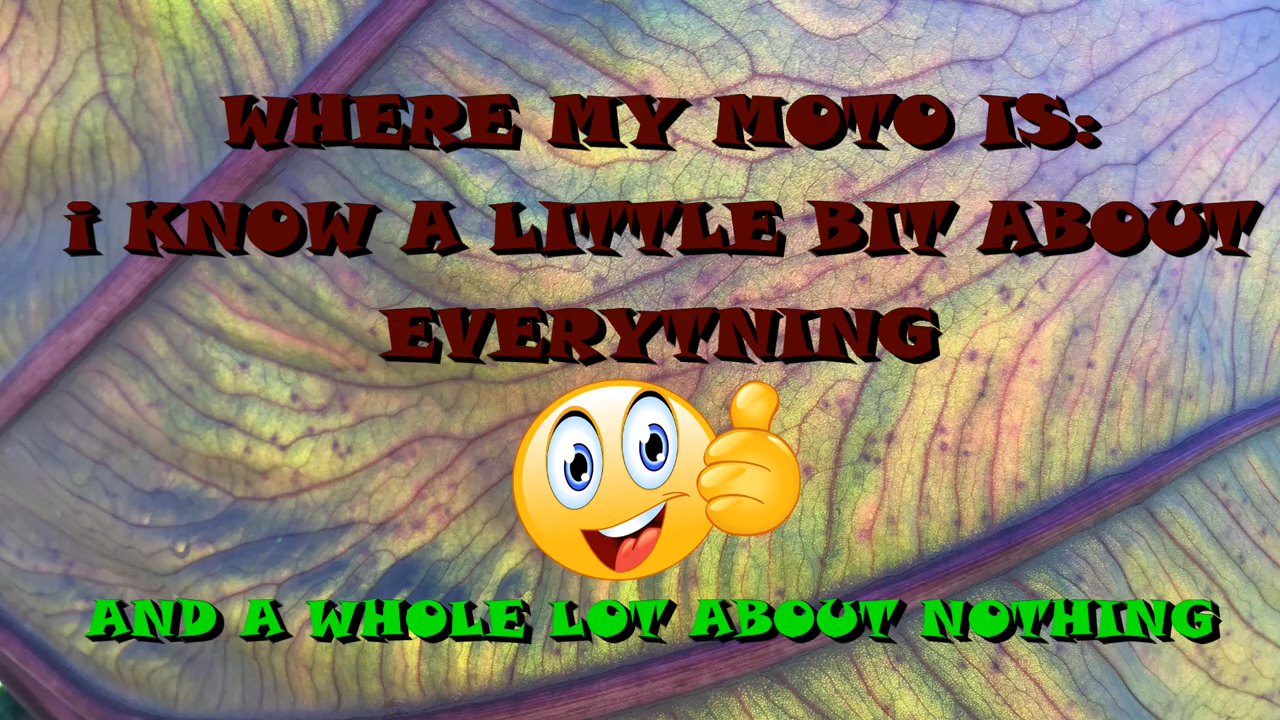 WHERE MY MOTO IS:
i KNOW A LITTLE BIT ABOUT
EVERYTNING
AND A WHOLE LOT ABOUT NOTHING